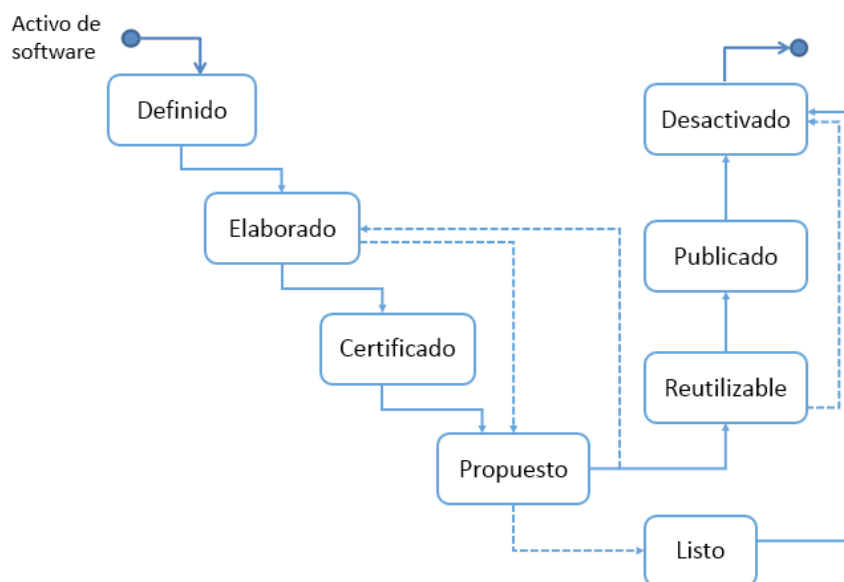 Activo de
software
Definido
Elaborado
Certificado
Propuesto
Listo
Reutilizable
Publicado
Desactivado